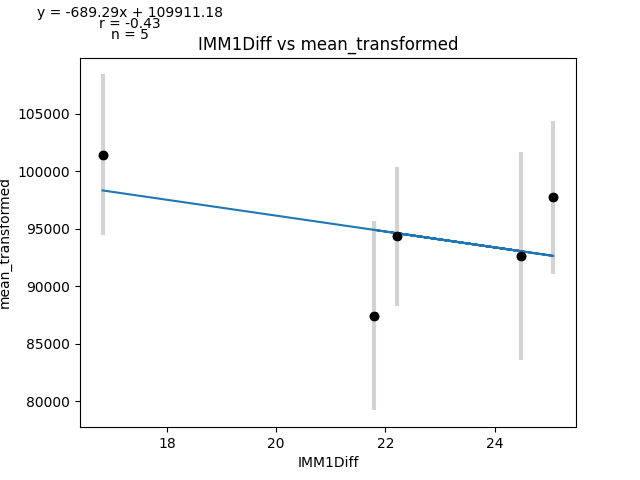 y = -689.29x + 109911.18
r = -0.43
n = 5
IMM1Diff vs mean_transformed
105000
100000
95000
90000
85000
80000
mean_transformed
18
20
22
24
IMM1Diff